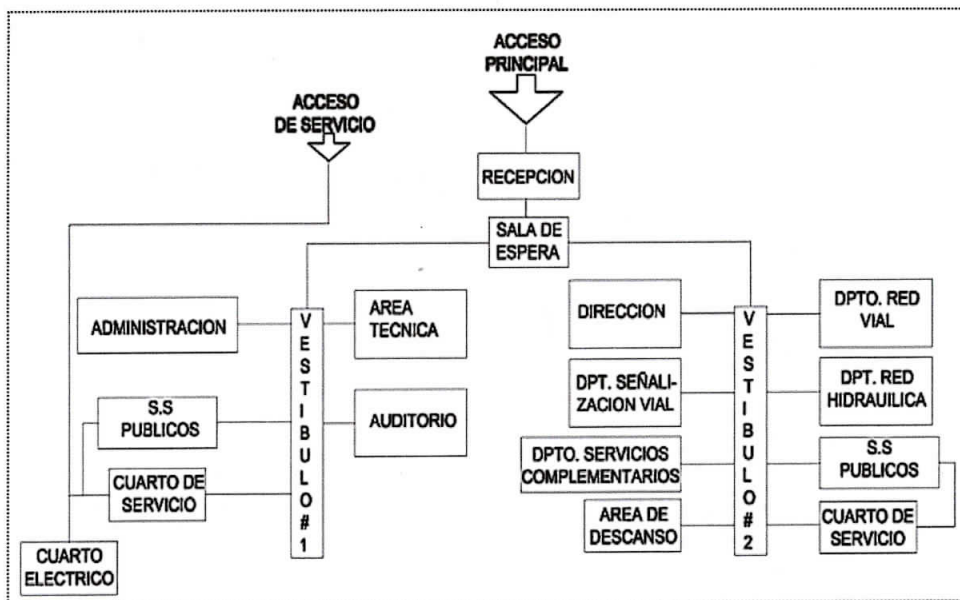 ACCESO
PRINCIPAL
ACCESO
DE SERVICIO
RECEPCION
SALA DE
ESPERA
ADMINISTRACION
AREA
TECNICA
S.S
PUBLICOS
AUDITORIO
CUARTO DE
SERVICIO
CUARTO
ELECTRICO
VESTIBULO#1
DIRECCION
DPTO. RED
VIAL
DPT. SEÑALI-
ZACION VIAL
DPT. RED
HIDRAUILICA
DPTO. SERVICIOS
COMPLEMENTARIOS
S.S
PUBLICOS
AREA DE
DESCANSO
CUARTO DE
SERVICIO
VESTIBULO#2